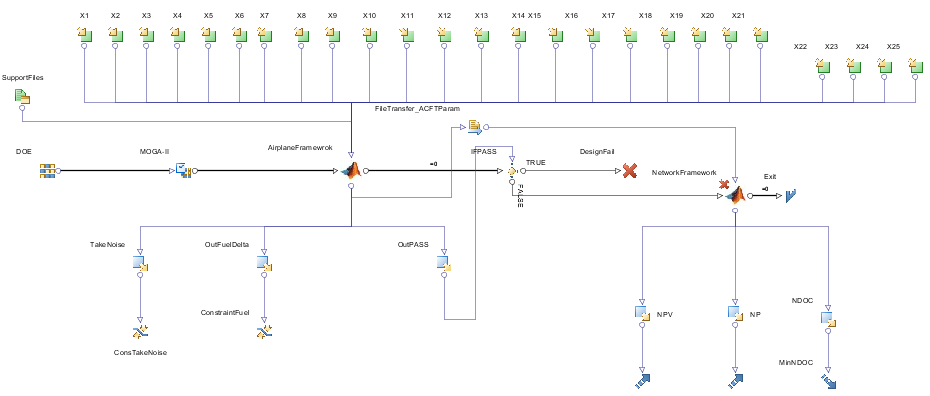 X1 X2 X3 X4 X5 X6 X7 X8 X9 X10 X11 X12 X13 X14 X15 X16 X17 X18 X19 X20 X21
X22 X23 X24 X25
SupportFiles
FileTransfer_ACFTParam
DOE
MOGA-II
AirplaneFramewrok
=0
IFPASS
TRUE
FALSE
DesignFail
NetworkFramework
=0
Exit
TakeNoise
OutFuelDelta
OutPASS
ConstraintFuel
ConsTakeNoise
NPV
NP
NDOC
MinNDOC